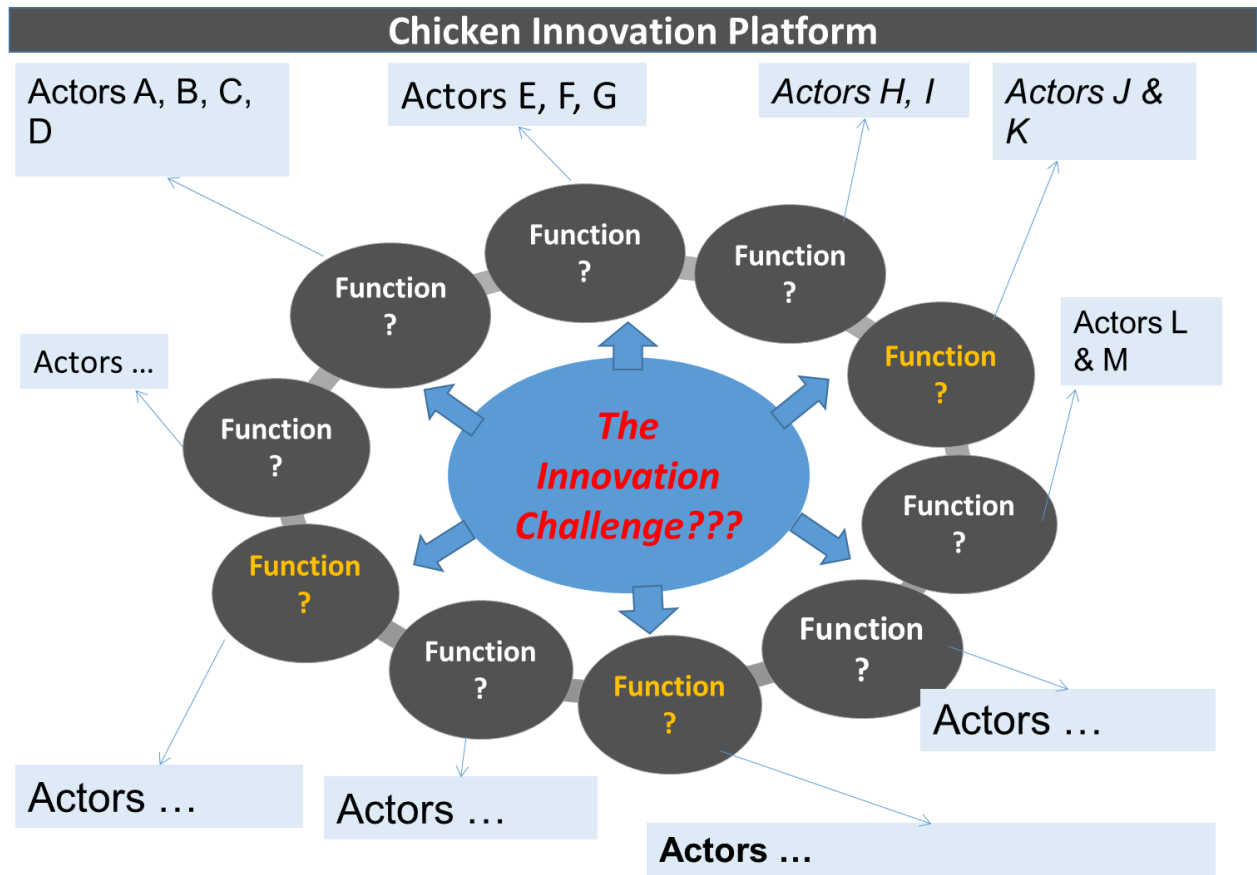 Chicken Innovation Platform
Actors A, B, C,
D
Actors E, F, G
Actors H, I
Actors J &
K
Function
?
Function
?
Function
?
Function
?
Actors L
& M
Actors ...
Function
?
The
Innovation
Challenge???
Function
?
Function
?
Function
?
Function
?
Function
?
Actors …
Actors …
Actors …
Actors ...